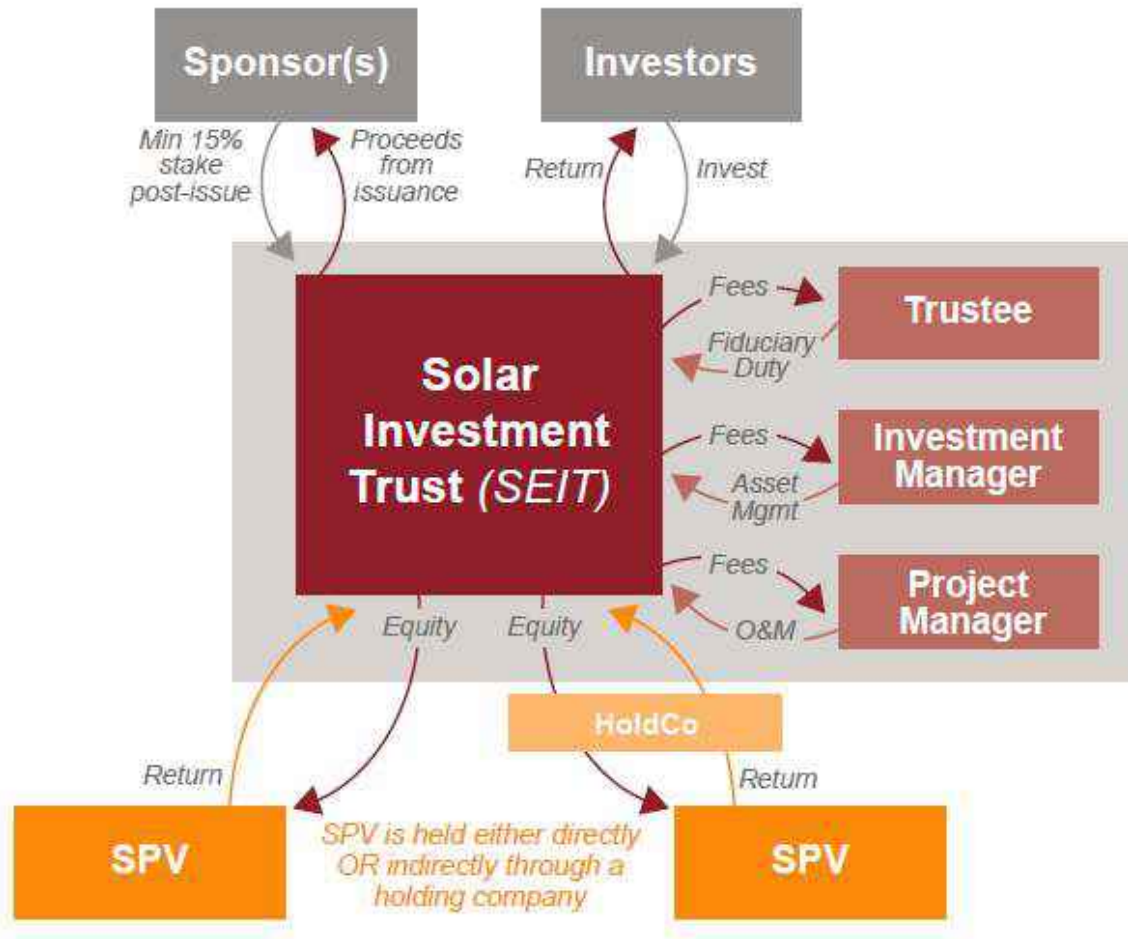 Sponsor(s)
Investors
Min 15%
stake
post-issue
Proceeds
from
issuance
Return
Invest
Solar
Investment
Trust (SEIT)
Fees
Trustee
Fiduciary
Duty
Fees
Investment
Manager
Asset
Mgmt
Fees
Project
Manager
O&M
Equity
Equity
HoldCo
Return
Return
SPV
SPV is held either directly
OR indirectly through a
holding company
SPV